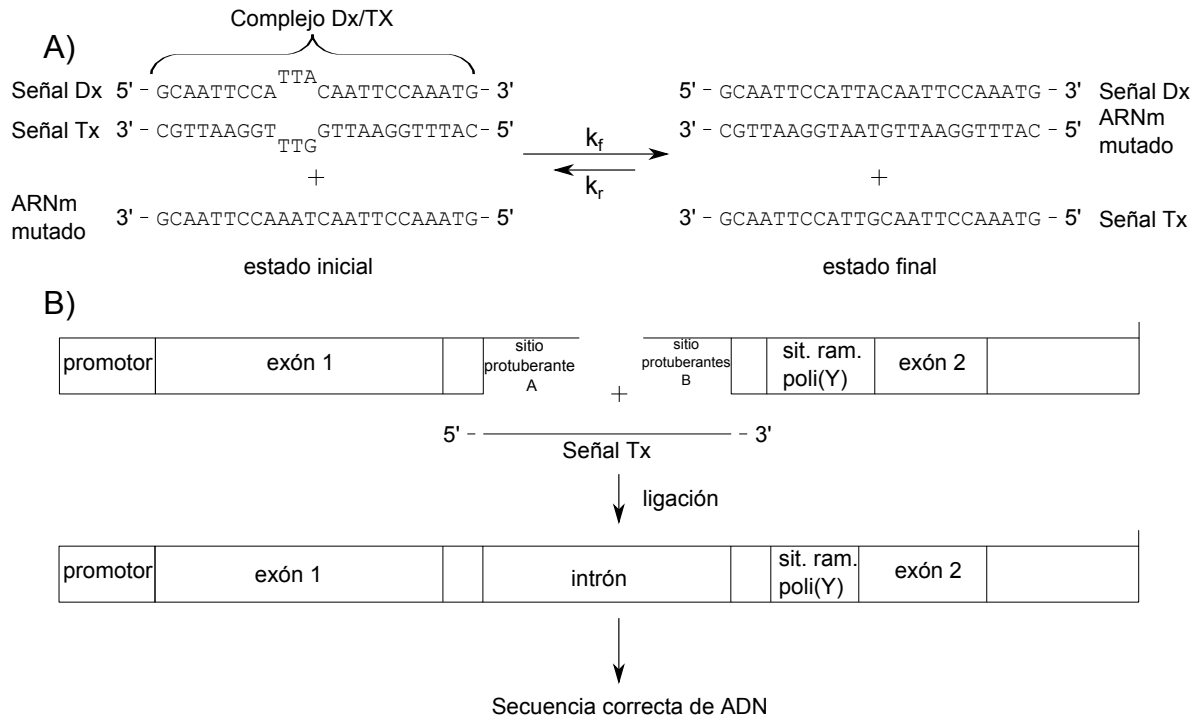 Complejo Dx/TX
A)
Señal Dx 5' - GCAATTCCA TTA CAATTCCAAATG - 3'
Señal Tx 3' - CGTTAAGGT TTG GTTAAGGTTTAC - 5'
+
ARNm mutado 3' - GCAATTCCAAATCAATTCCAAATG - 5'
estado inicial
kf
kr
5' - GCAATTCCATTACAATTCCAAATG - 3' Señal Dx
3' - CGTTAAGGTAATGTTAAGGTTTAC - 5' ARNm mutado
+
3' - GCAATTCCATTGCAATTCCAAATG - 5' Señal Tx
estado final
B)
promotor
exón 1
sitio
protuberante
A
sitio
protuberantes
B
sit. ram.
poli(Y)
exón 2
+
5' - - 3'
Señal Tx
ligación
promotor
exón 1
intrón
sit. ram.
poli(Y)
exón 2
Secuencia correcta de ADN